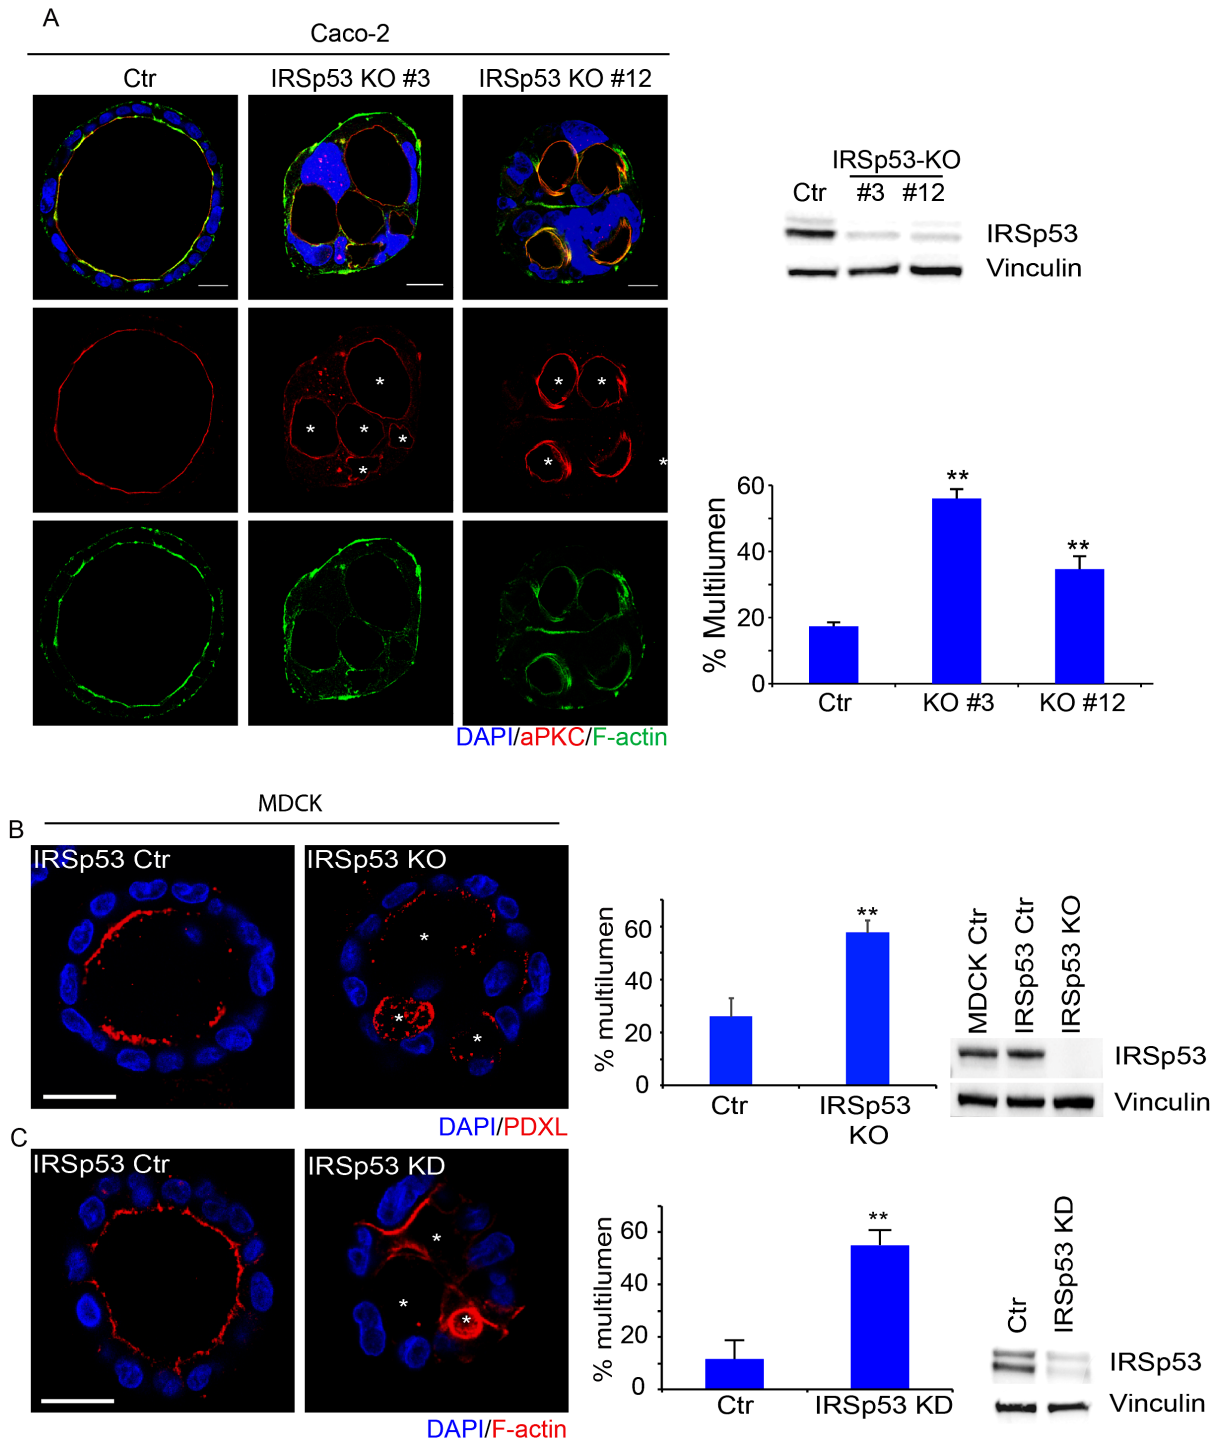 A
Caco-2
Ctr IRSp53 KO #3 IRSp53 KO #12
* * * * *
* * * *
DAPI/aPKC/F-actin
IRSp53-KO
Ctr #3 #12
IRSp53
Vinculin
% Multilumen
60
40
20
0
** **
Ctr KO #3 KO #12
MDCK
B
IRSp53 Ctr IRSp53 KO
* * *
DAPI/PDXL
% multilumen
60
40
20
0
**
Ctr IRSp53
KO
MDCK Ctr
IRSp53 Ctr
IRSp53 KO
IRSp53
Vinculin
C
IRSp53 Ctr IRSp53 KD
* * *
DAPI/F-actin
% multilumen
60
40
20
0
**
Ctr IRSp53 KD
Ctr
IRSp53 KD
IRSp53
Vinculin